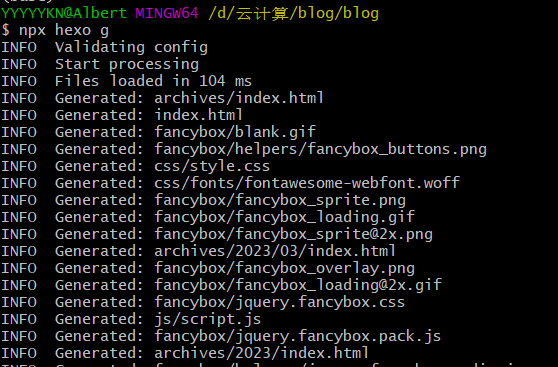 YYYYYKN@Albert MINGW64 /d/云计算/blog/blog
$ npx hexo g
INFO  Validating config
INFO  Start processing
INFO  Files loaded in 104 ms
INFO  Generated: archives/index.html
INFO  Generated: index.html
INFO  Generated: fancybox/blank.gif
INFO  Generated: fancybox/helpers/fancybox_buttons.png
INFO  Generated: css/style.css
INFO  Generated: css/fonts/fontawesome-webfont.woff
INFO  Generated: fancybox/fancybox_sprite.png
INFO  Generated: fancybox/fancybox_loading.gif
INFO  Generated: fancybox/fancybox_sprite@2x.png
INFO  Generated: archives/2023/03/index.html
INFO  Generated: fancybox/fancybox_overlay.png
INFO  Generated: fancybox/fancybox_loading@2x.gif
INFO  Generated: fancybox/jquery.fancybox.css
INFO  Generated: js/script.js
INFO  Generated: fancybox/jquery.fancybox.pack.js
INFO  Generated: archives/2023/index.html